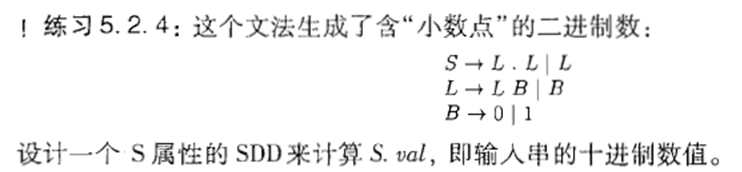 ! 练习5.2.4：这个文法生成了含“小数点”的二进制数：
S → L . L | L
L → L B | B
B → 0 | 1
设计一个 S 属性的 SDD 来计算 S. val，即输入串的十进制数值。